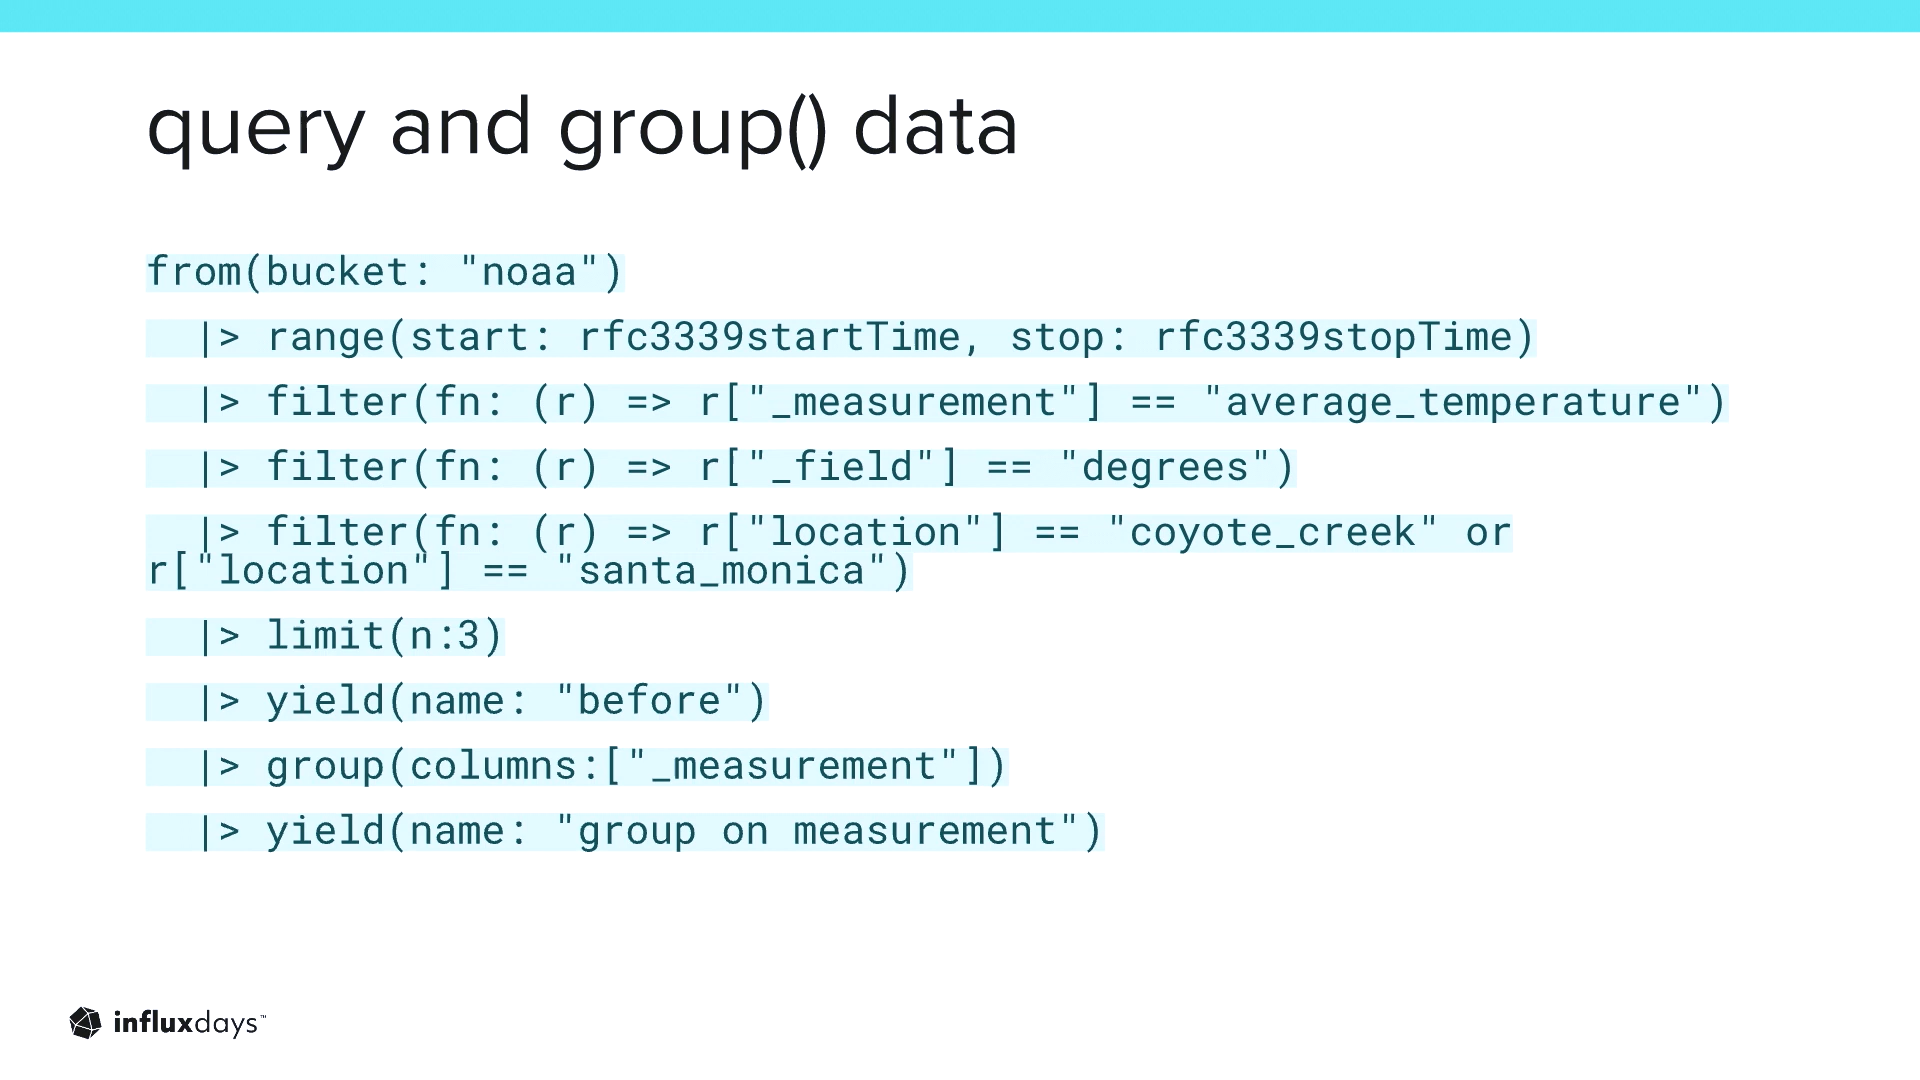 query and group() data
from(bucket: "noaa")
  |> range(start: rfc3339startTime, stop: rfc3339stopTime)
  |> filter(fn: (r) => r["_measurement"] == "average_temperature")
  |> filter(fn: (r) => r["_field"] == "degrees")
  |> filter(fn: (r) => r["location"] == "coyote_creek" or
r["location"] == "santa_monica")
  |> limit(n:3)
  |> yield(name: "before")
  |> group(columns:["_measurement"])
  |> yield(name: "group on measurement")
influxdays™